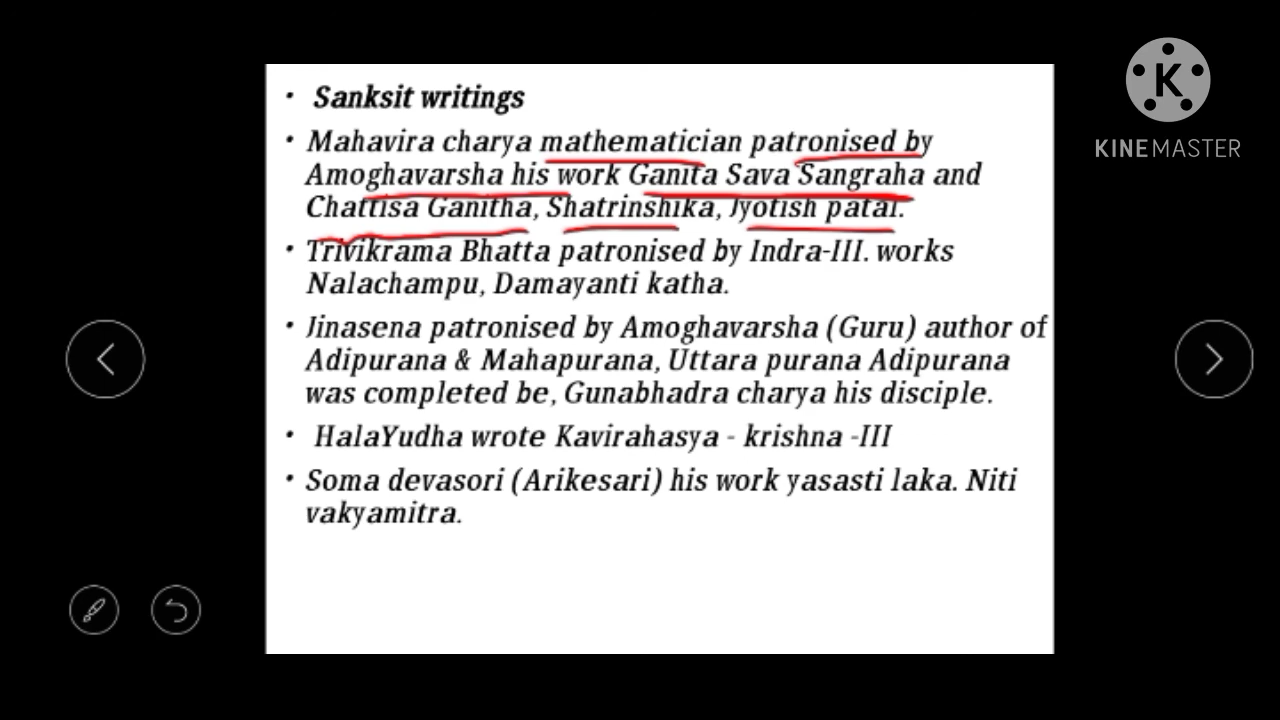 • Sanksit writings
• Mahavira charya mathematician patronised by
Amoghavarsha his work Ganita Sava Sangraha and
Chattisa Ganitha, Shatrinshika, Jyotish patal.
• Trivikrama Bhatta patronised by Indra-III. works
Nalachampu, Damayanti katha.
• Jinasena patronised by Amoghavarsha (Guru) author of
Adipurana & Mahapurana, Uttara purana Adipurana
was completed be, Gunabhadra charya his disciple.
• HalaYudha wrote Kavirahasya - krishna -III
• Soma devasori (Arikesari) his work yasasti laka. Niti
vakyamitra.
K
KINEMASTER